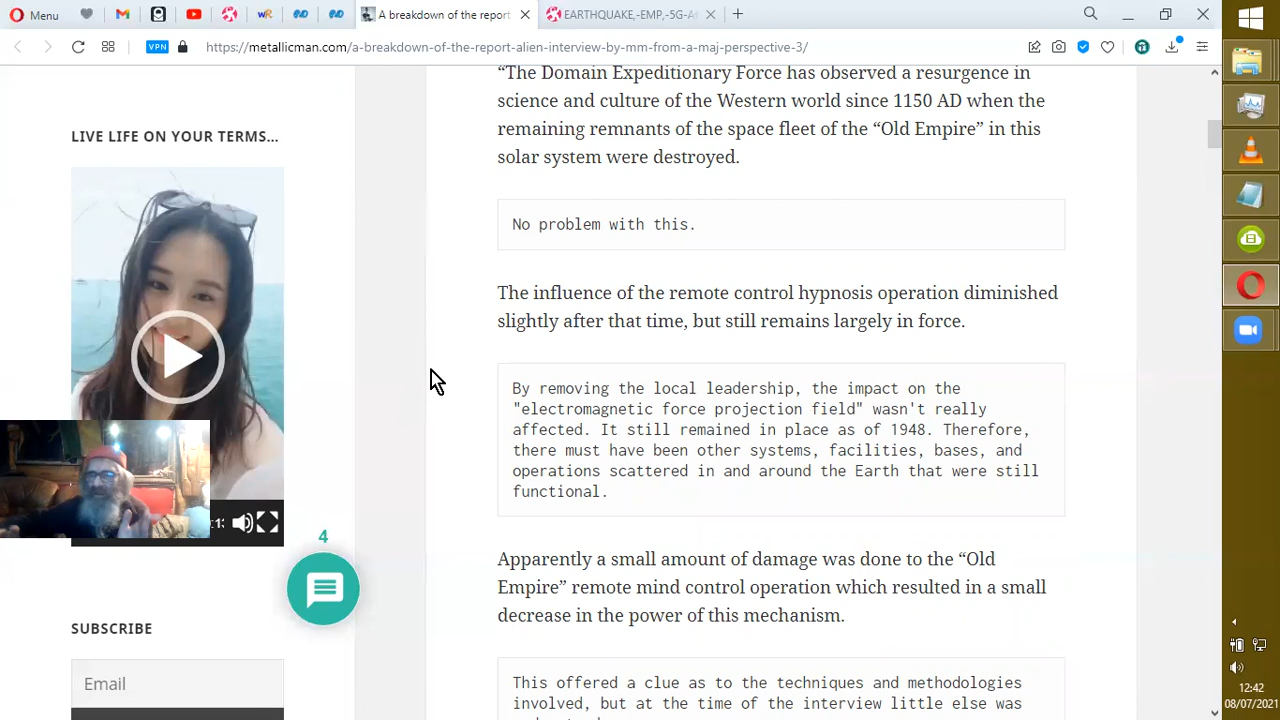 Menu
A breakdown of the report
EARTHQUAKE,-EMP,-5G-A
VPN
https://metallicman.com/a-breakdown-of-the-report-alien-interview-by-mm-from-a-maj-perspective-3/
LIVE LIFE ON YOUR TERMS…
4
SUBSCRIBE
Email
“The Domain Expeditionary Force has observed a resurgence in
science and culture of the Western world since 1150 AD when the
remaining remnants of the space fleet of the “Old Empire” in this
solar system were destroyed.
No problem with this.
The influence of the remote control hypnosis operation diminished
slightly after that time, but still remains largely in force.
By removing the local leadership, the impact on the
"electromagnetic force projection field" wasn't really
affected. It still remained in place as of 1948. Therefore,
there must have been other systems, facilities, bases, and
operations scattered in and around the Earth that were still
functional.
Apparently a small amount of damage was done to the “Old
Empire” remote mind control operation which resulted in a small
decrease in the power of this mechanism.
This offered a clue as to the techniques and methodologies
involved, but at the time of the interview little else was
12:42
08/07/2021